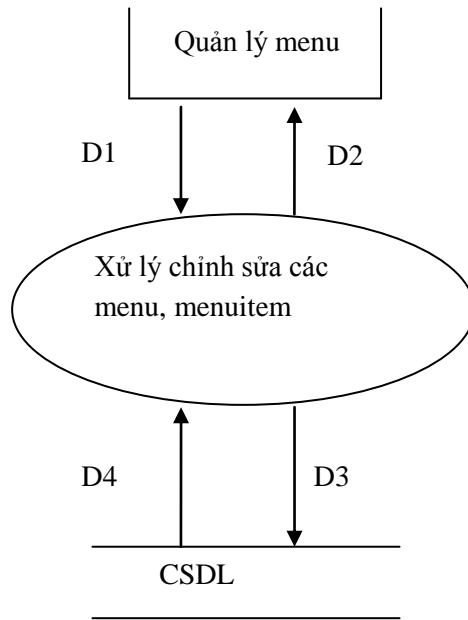 Quản lý menu
D1
D2
Xử lý chỉnh sửa các
menu, menuitem
D4
D3
CSDL